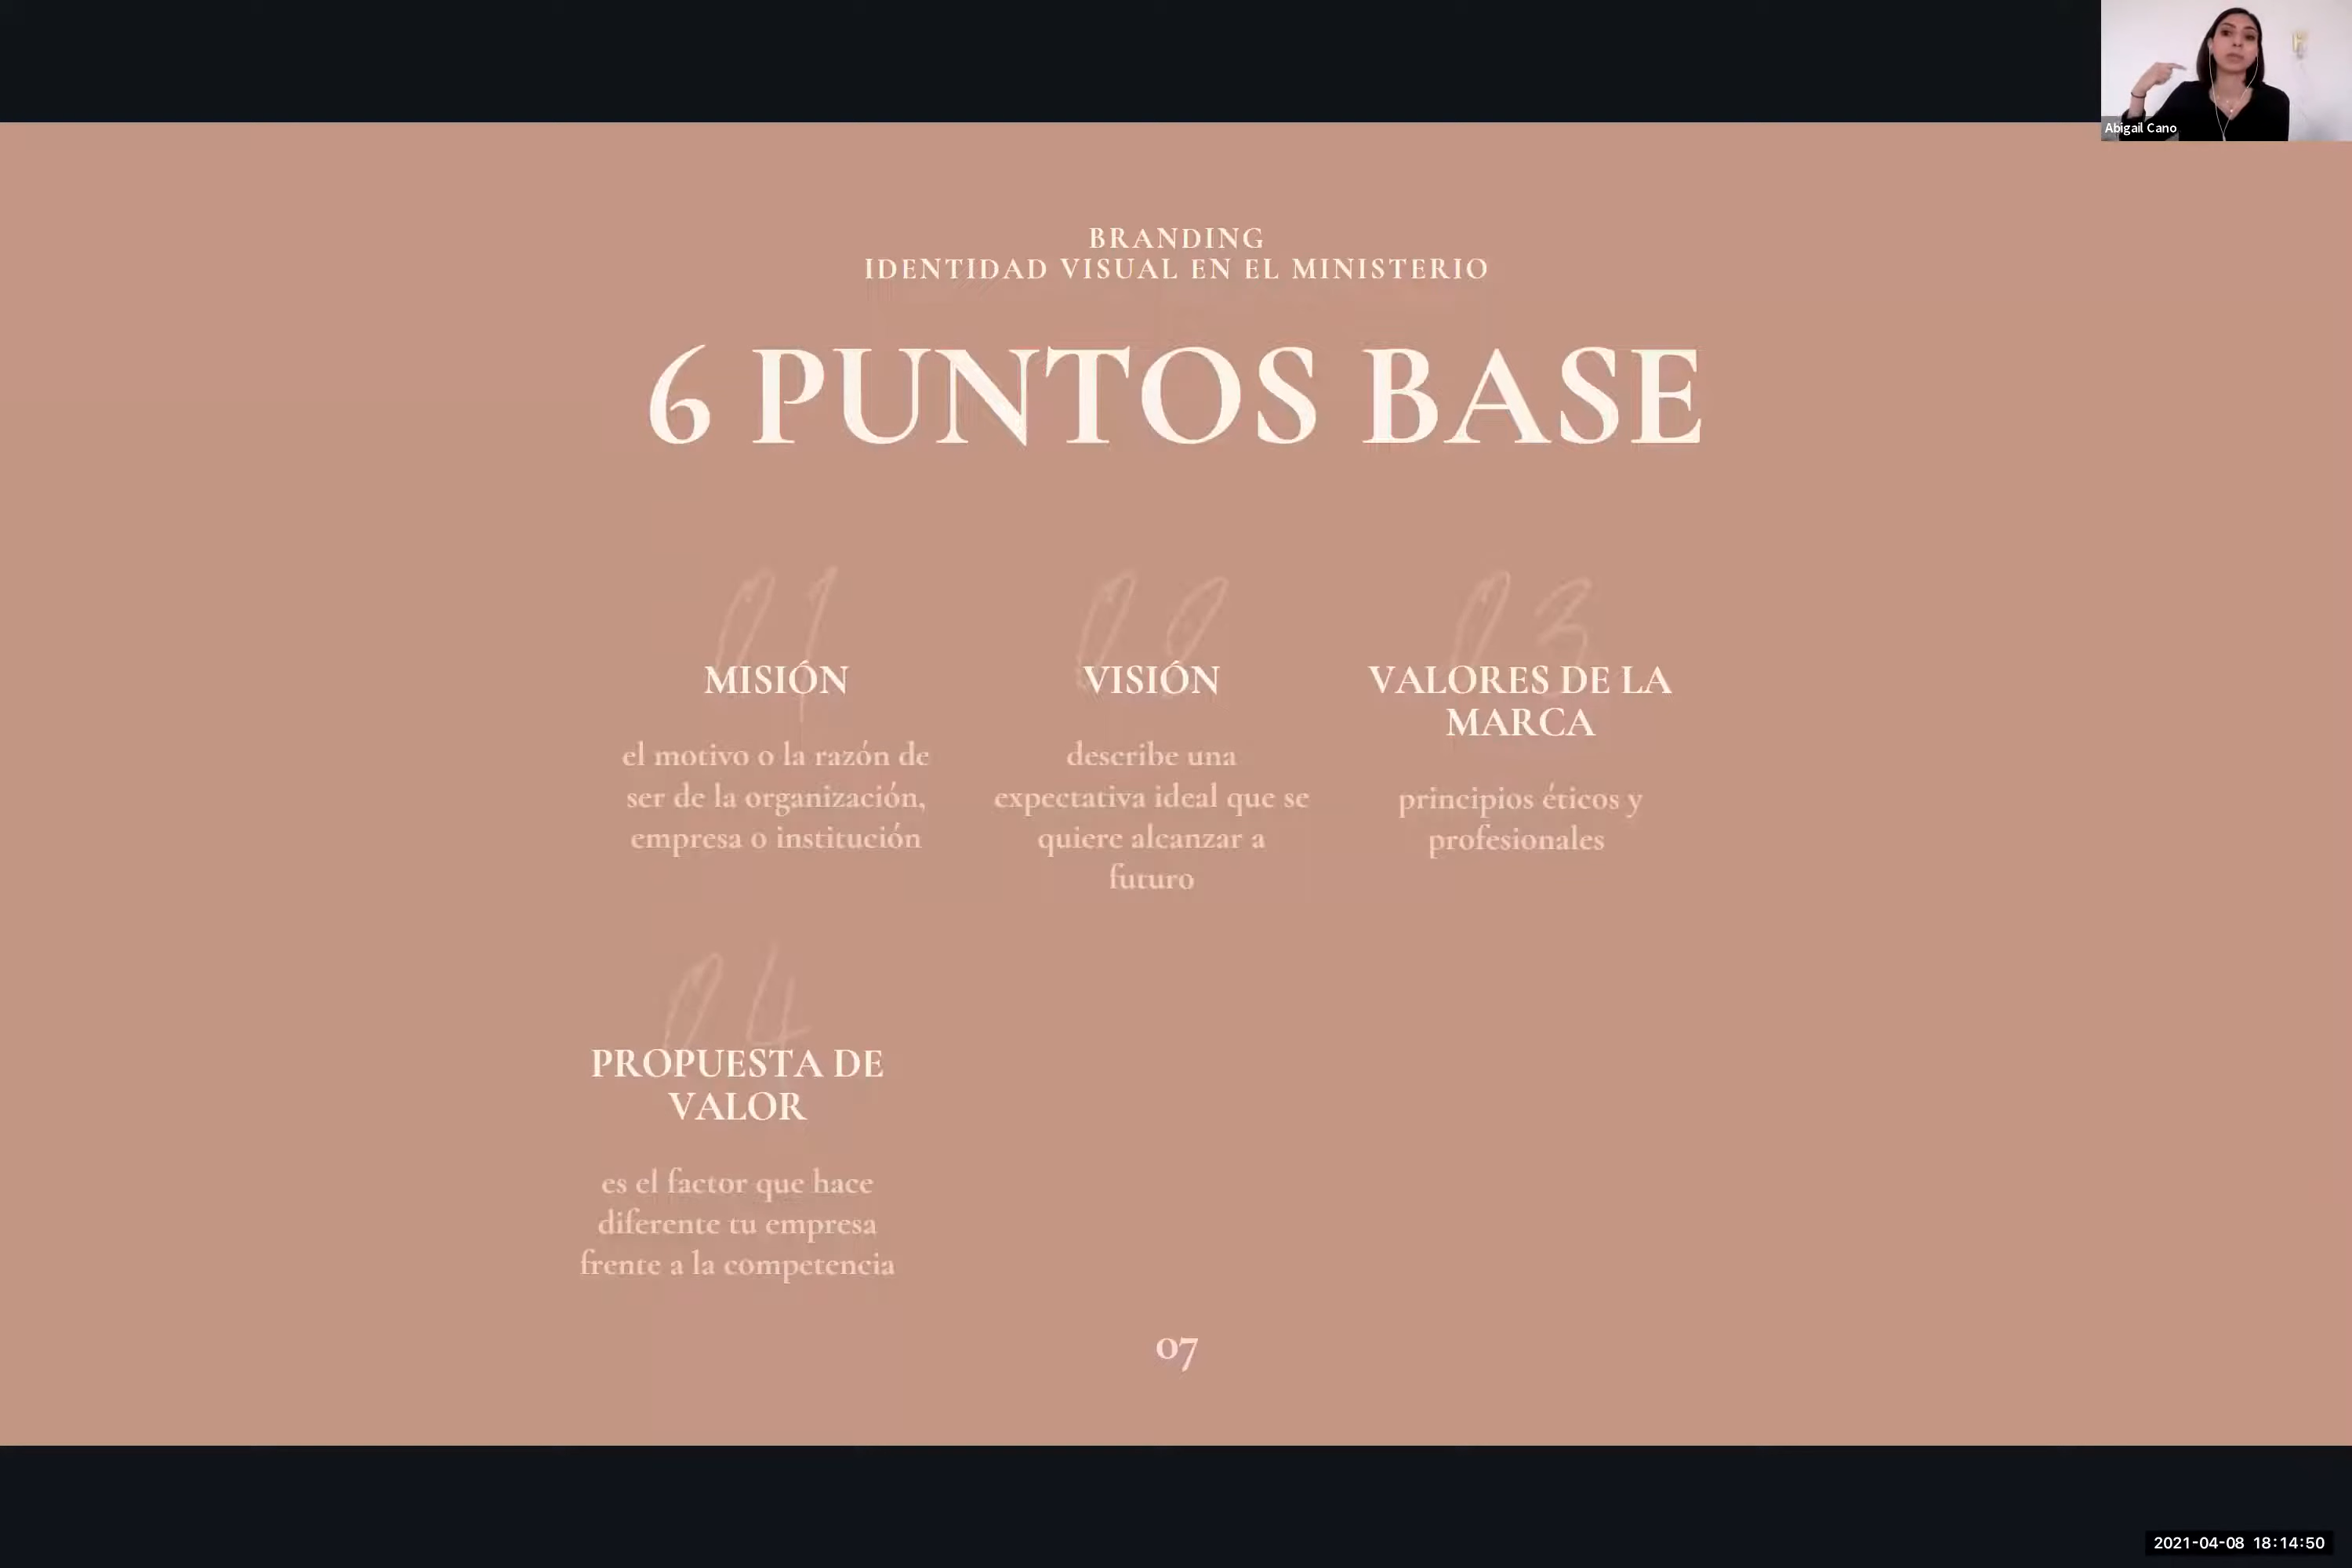 Abigail Cano
BRANDING
IDENTIDAD VISUAL EN EL MINISTERIO
6 PUNTOS BASE
01
MISIÓN
el motivo o la razón de
ser de la organización,
empresa o institución
02
VISIÓN
describe una
expectativa ideal que se
quiere alcanzar a
futuro
03
VALORES DE LA
MARCA
principios éticos y
profesionales
04
PROPUESTA DE
VALOR
es el factor que hace
diferente tu empresa
frente a la competencia
07
2021-04-08 18:14:50